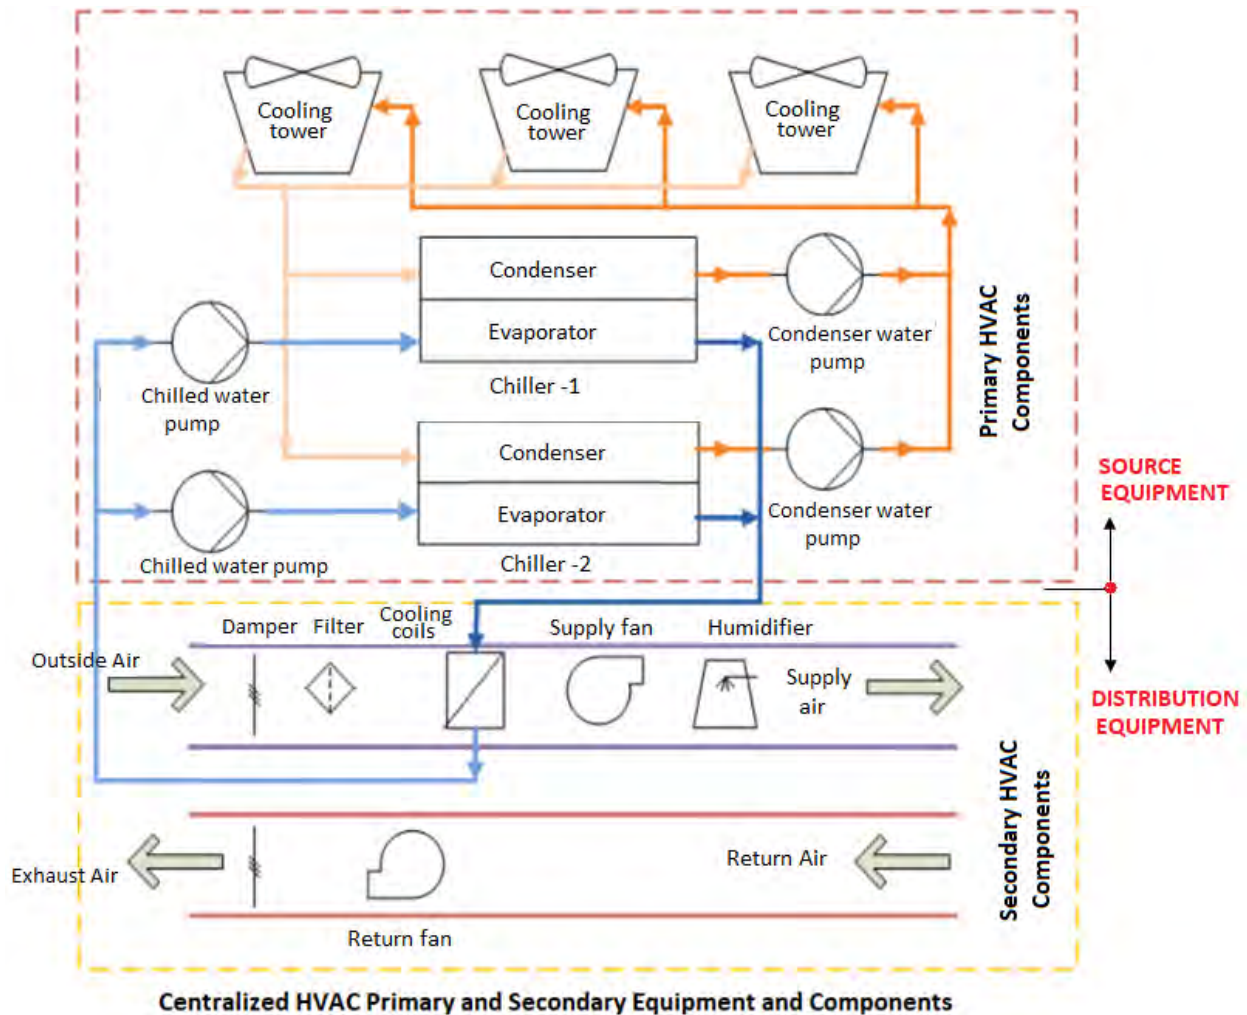 Cooling
tower
Cooling
tower
Cooling
tower
Condenser
Evaporator
Chiller -1
Chilled water
pump
Condenser water
pump
Primary HVAC
Components
Condenser
Evaporator
Chiller -2
Chilled water pump
Condenser water
pump
SOURCE
EQUIPMENT
DISTRIBUTION
EQUIPMENT
Damper
Filter
Cooling
coils
Supply fan
Humidifier
Outside Air
Supply
air
Secondary HVAC
Components
Exhaust Air
Return Air
Return fan
Centralized HVAC Primary and Secondary Equipment and Components